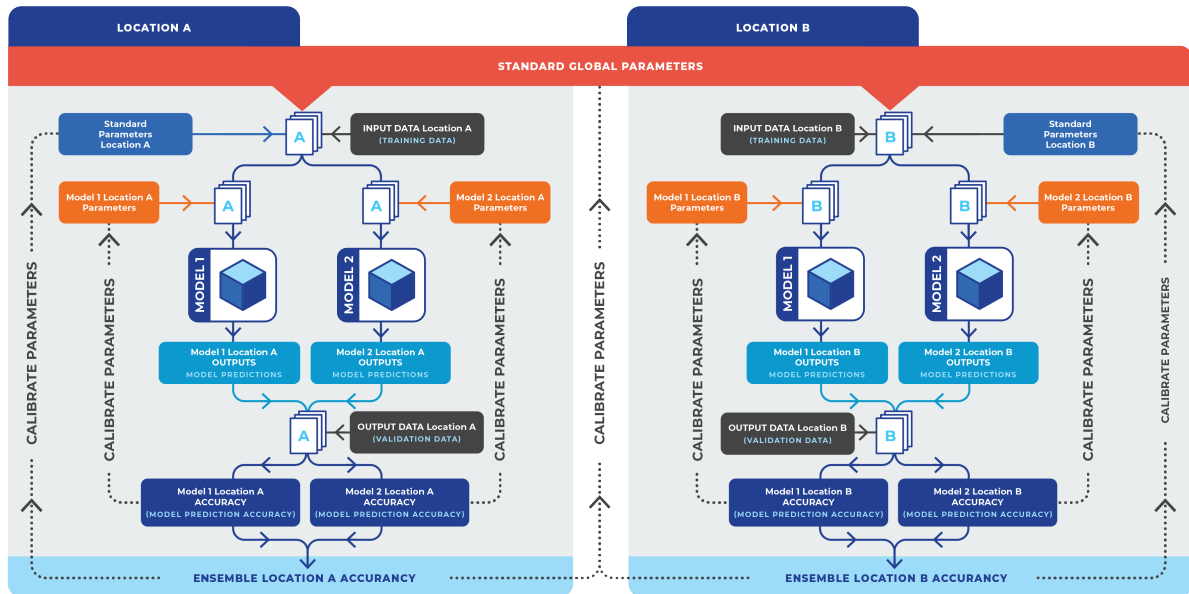 LOCATION A
LOCATION B
STANDARD GLOBAL PARAMETERS
Standard
Parameters
Location A
A
INPUT DATA Location A
(TRAINING DATA)
Model 1 Location A
Parameters
A
A
Model 2 Location A
Parameters
MODEL 1
MODEL 2
CALIBRATE PARAMETERS
CALIBRATE PARAMETERS
CALIBRATE PARAMETERS
Model 1 Location A
OUTPUTS
MODEL PREDICTIONS
Model 2 Location A
OUTPUTS
MODEL PREDICTIONS
A
OUTPUT DATA Location A
(VALIDATION DATA)
Model 1 Location A
ACCURACY
(MODEL PREDICTION ACCURACY)
Model 2 Location A
ACCURACY
(MODEL PREDICTION ACCURACY)
ENSEMBLE LOCATION A ACCURANCY
CALIBRATE PARAMETERS
INPUT DATA Location B
(TRAINING DATA)
B
Standard
Parameters
Location B
Model 1 Location B
Parameters
B
B
Model 2 Location B
Parameters
MODEL 1
MODEL 2
CALIBRATE PARAMETERS
CALIBRATE PARAMETERS
CALIBRATE PARAMETERS
Model 1 Location B
OUTPUTS
MODEL PREDICTIONS
Model 2 Location B
OUTPUTS
MODEL PREDICTIONS
OUTPUT DATA Location B
(VALIDATION DATA)
B
Model 1 Location B
ACCURACY
(MODEL PREDICTION ACCURACY)
Model 2 Location B
ACCURACY
(MODEL PREDICTION ACCURACY)
ENSEMBLE LOCATION B ACCURANCY